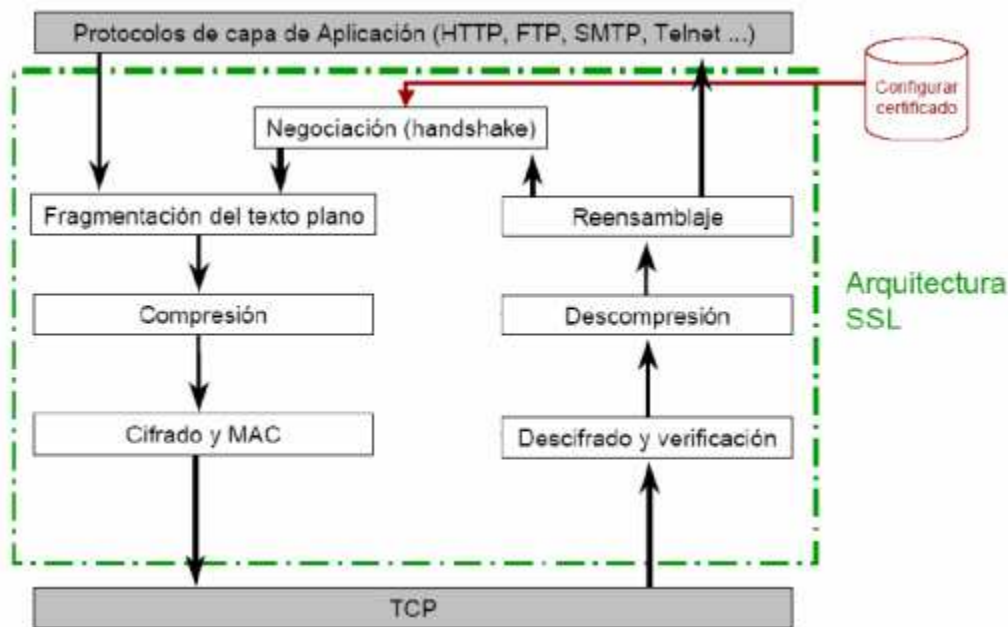 Protocolos de capa de Aplicación (HTTP, FTP, SMTP, Telnet ...)
Configurar
certificado
Negociación (handshake)
Fragmentación del texto plano
Reensamblaje
Arquitectura
SSL
Compresión
Descompresión
Cifrado y MAC
Descifrado y verificación
TCP